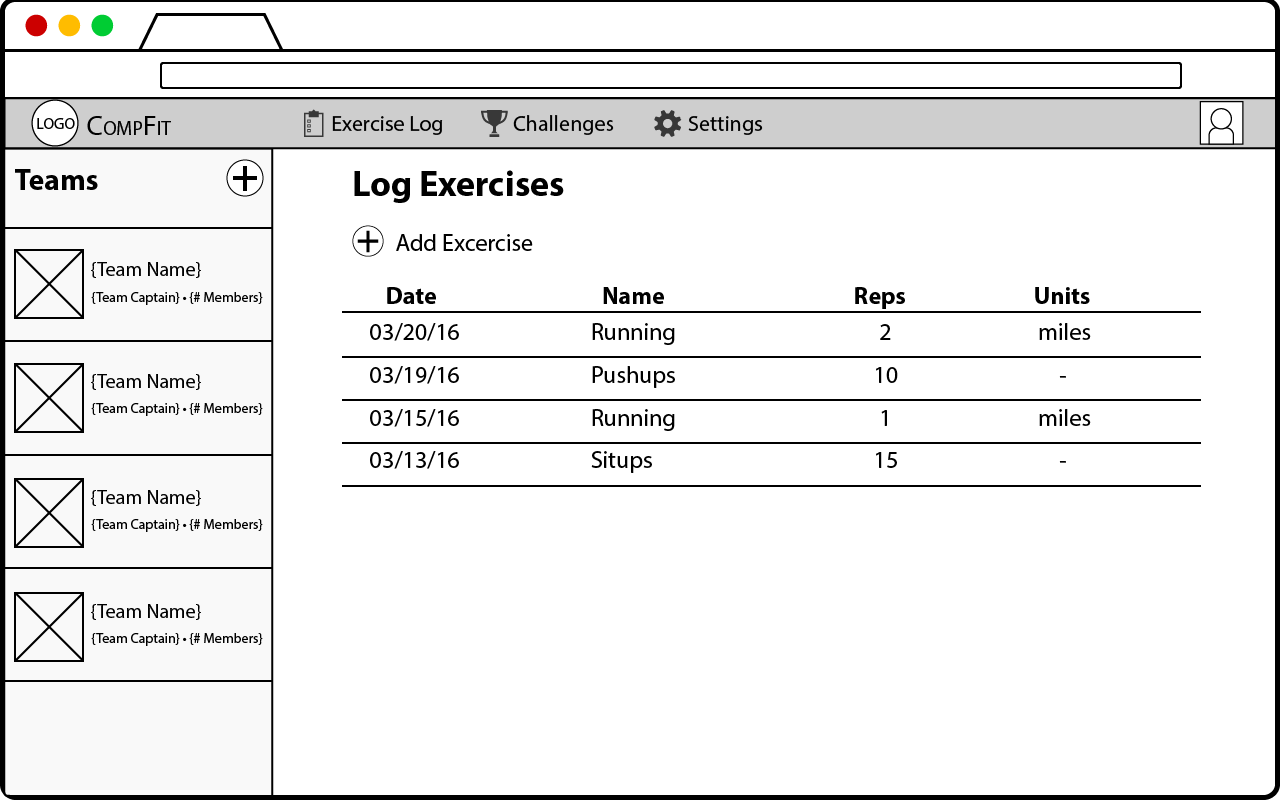 LOGO CompFit Exercise Log Challenges Settings
Teams
{Team Name}
{Team Captain} • {# Members}
{Team Name}
{Team Captain} • {# Members}
{Team Name}
{Team Captain} • {# Members}
{Team Name}
{Team Captain} • {# Members}
Log Exercises
Add Excercise
Date Name Reps Units
03/20/16 Running 2 miles
03/19/16 Pushups 10 -
03/15/16 Running 1 miles
03/13/16 Situps 15 -